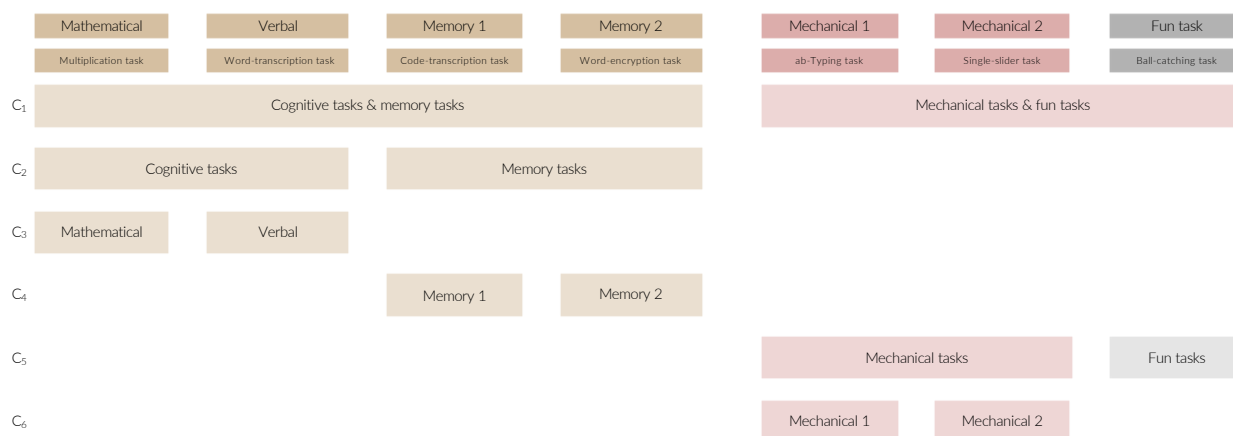 Mathematical Verbal Memory 1 Memory 2 Mechanical 1 Mechanical 2 Fun task
Multiplication task Word-transcription task Code-transcription task Word-encryption task ab-Typing task Single-slider task Ball-catching task
C₁ Cognitive tasks & memory tasks Mechanical tasks & fun tasks
C₂ Cognitive tasks Memory tasks
C₃ Mathematical Verbal
C₄ Memory 1 Memory 2
C₅ Mechanical tasks Fun tasks
C₆ Mechanical 1 Mechanical 2